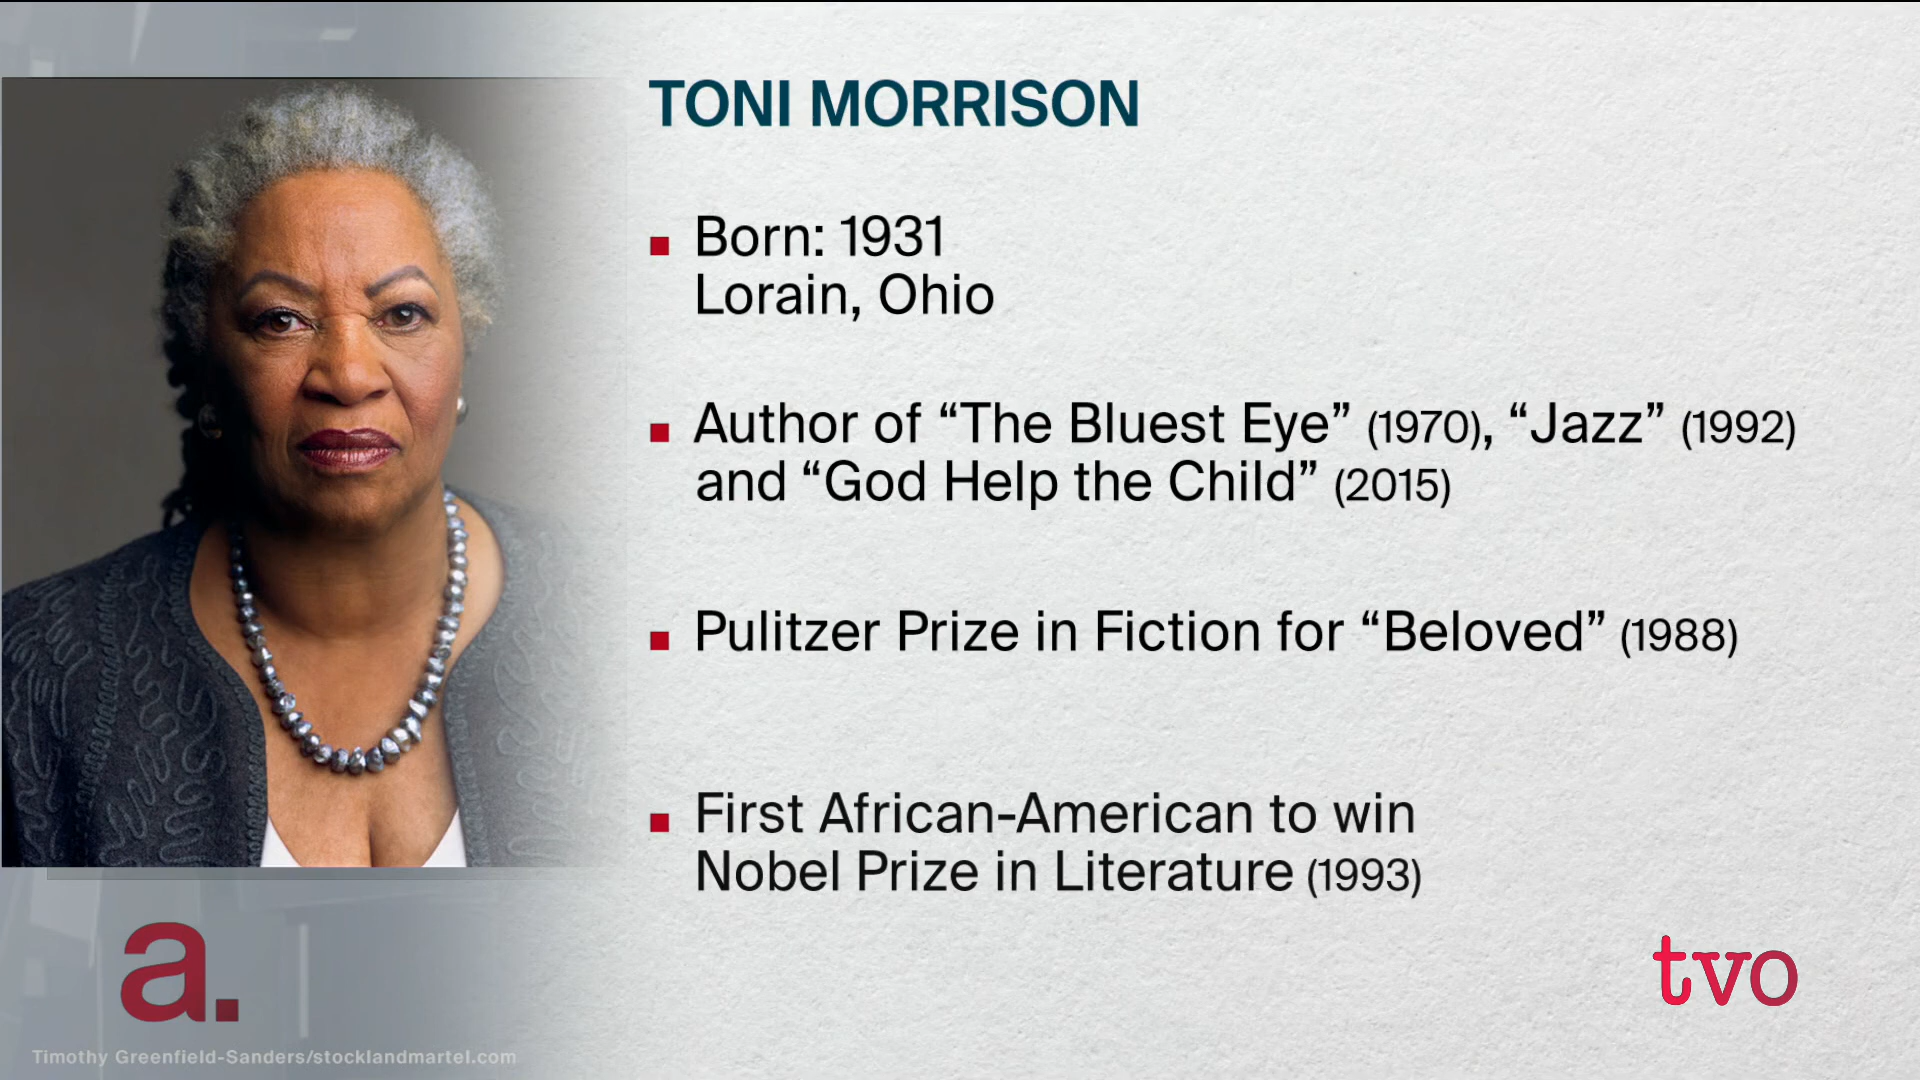 TONI MORRISON
Born: 1931
Lorain, Ohio
Author of “The Bluest Eye” (1970), “Jazz” (1992)
and “God Help the Child” (2015)
Pulitzer Prize in Fiction for “Beloved” (1988)
First African-American to win
Nobel Prize in Literature (1993)
a.
tvo
Timothy Greenfield-Sanders/stocklandmartel.com